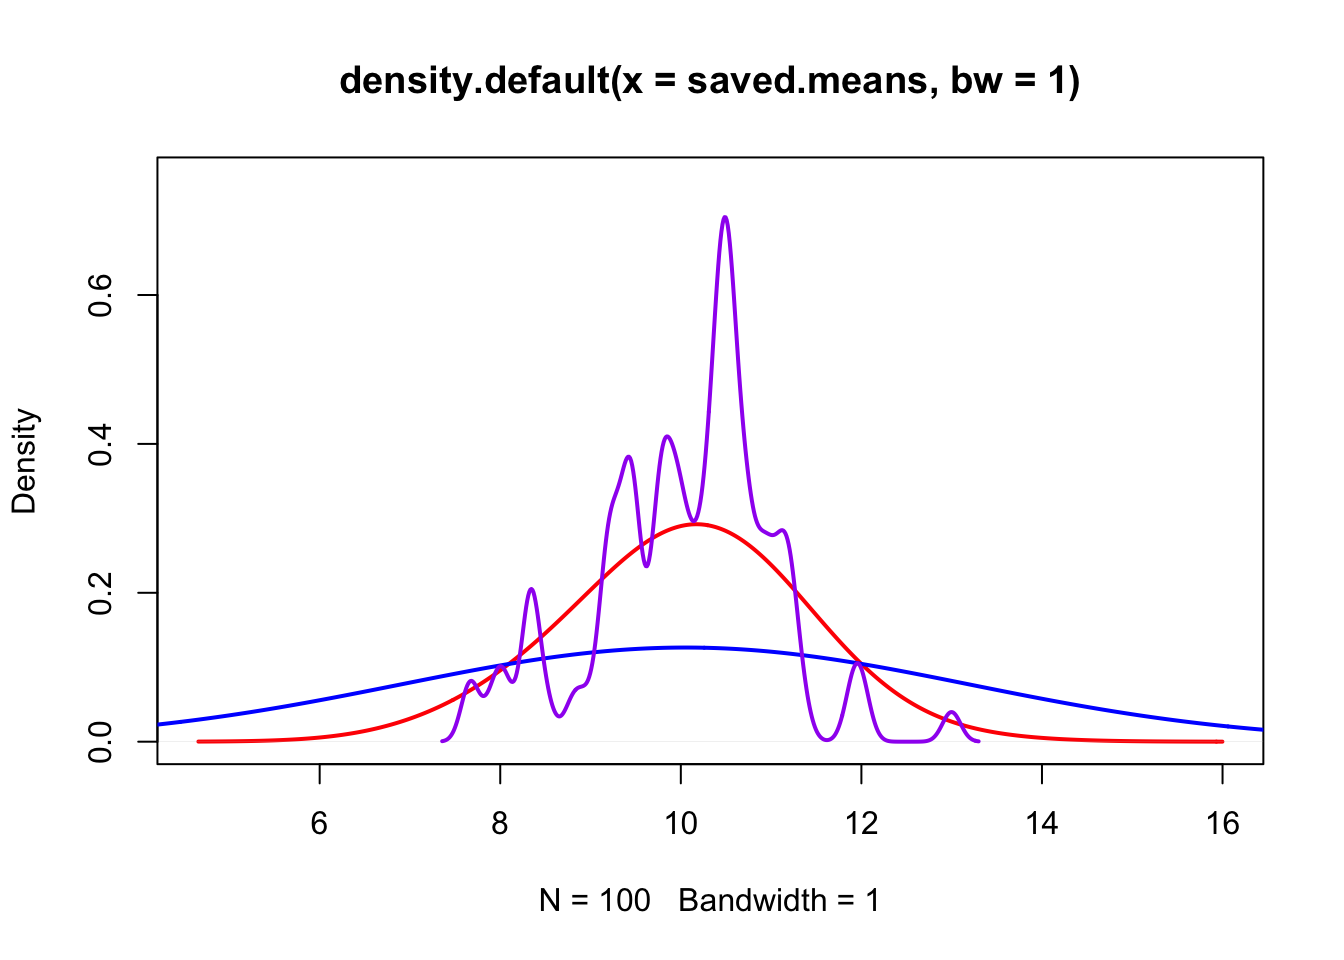 density.default(x = saved.means, bw = 1)
Density
0.6
0.4
0.2
0.0
6 8 10 12 14 16
N = 100   Bandwidth = 1